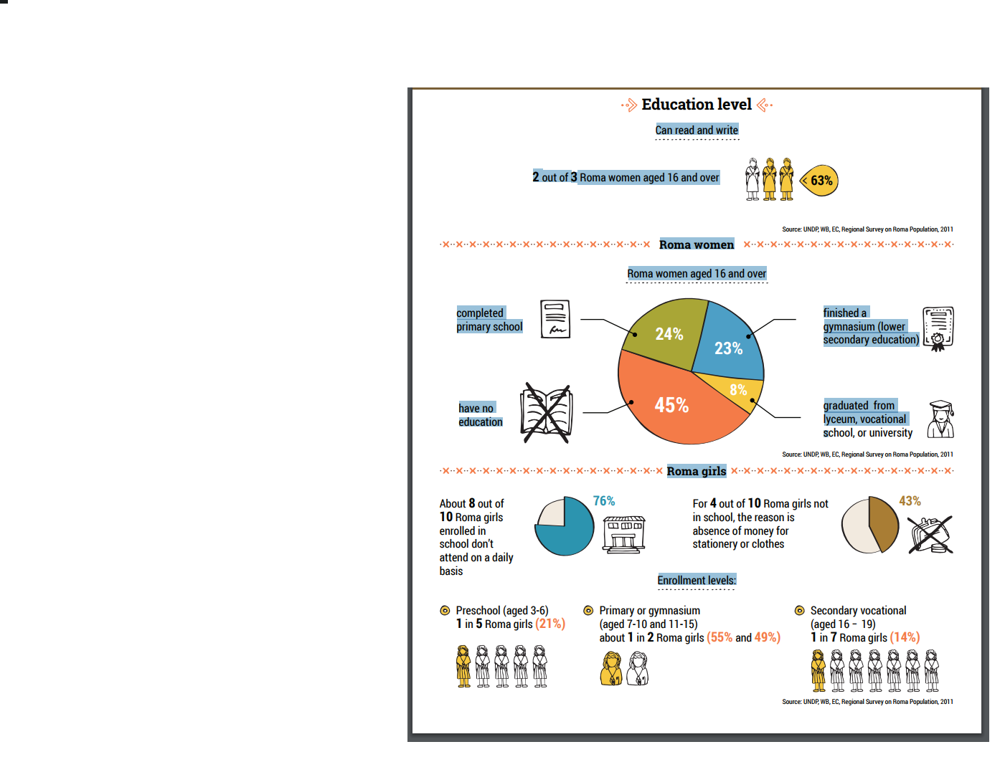 Education level
Can read and write
2 out of 3 Roma women aged 16 and over
< 63%
Source: UNDP, WB, EC, Regional Survey on Roma Population, 2011
Roma women
Roma women aged 16 and over
completed
primary school
24%
23%
finished a
gymnasium (lower
secondary education)
have no
education
45%
8%
graduated from
lyceum, vocational
school, or university
Source: UNDP, WB, EC, Regional Survey on Roma Population, 2011
Roma girls
About 8 out of
10 Roma girls
enrolled in
school don't
attend on a daily
basis
76%
For 4 out of 10 Roma girls not
in school, the reason is
absence of money for
stationery or clothes
43%
Enrollment levels:
Preschool (aged 3-6)
1 in 5 Roma girls (21%)
Primary or gymnasium
(aged 7-10 and 11-15)
about 1 in 2 Roma girls (55% and 49%)
Secondary vocational
(aged 16 – 19)
1 in 7 Roma girls (14%)
Source: UNDP, WB, EC, Regional Survey on Roma Population, 2011